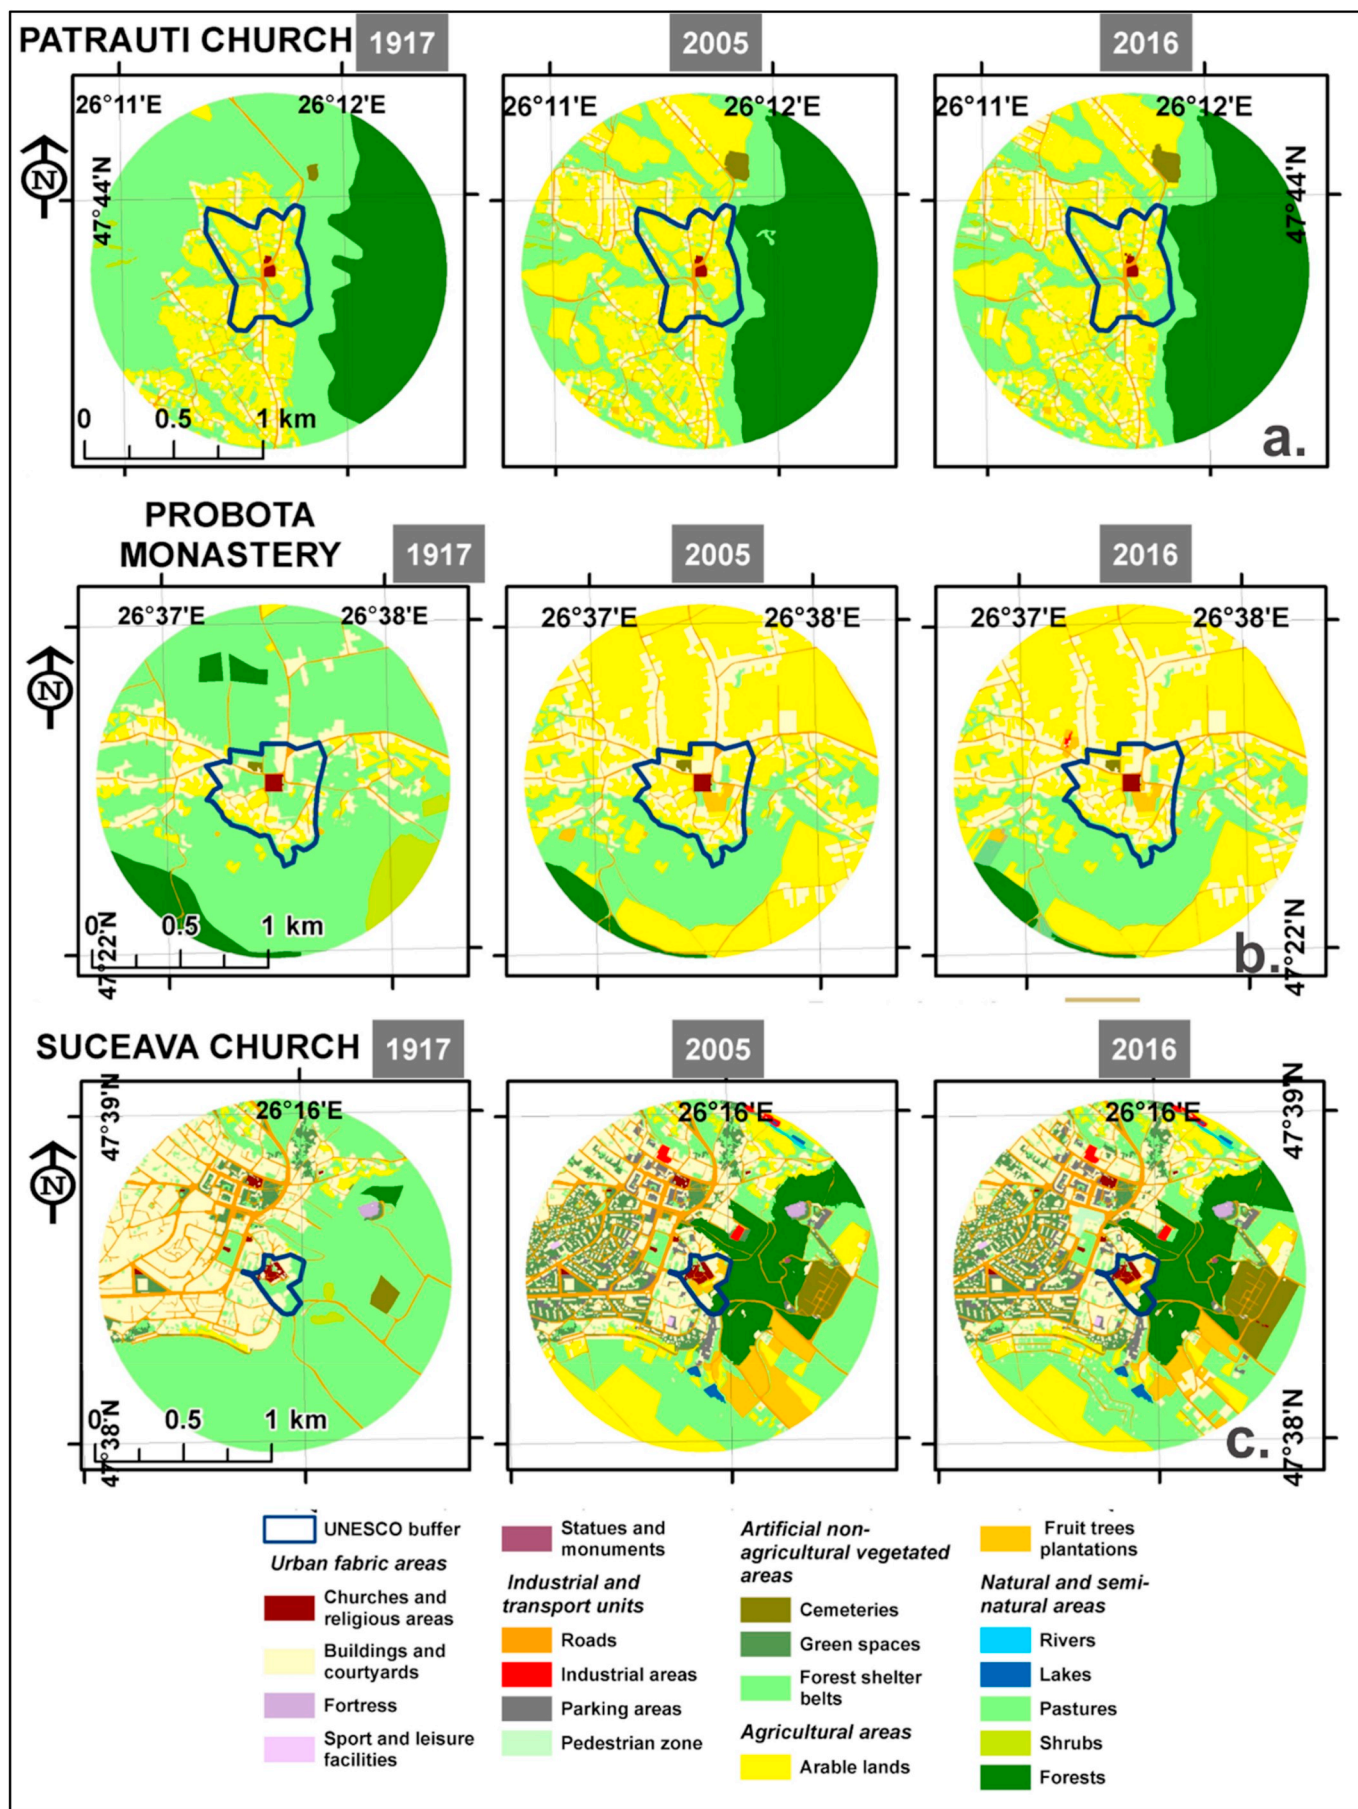 PATRAUTI CHURCH 1917 2005 2016
26°11'E 26°12'E 26°11'E 26°12'E 26°11'E 26°12'E
N
47°44'N 47°44'N
0 0.5 1 km
a.
PROBOTA
MONASTERY 1917 2005 2016
26°37'E 26°38'E 26°37'E 26°38'E 26°37'E 26°38'E
N
0 0.5 1 km
47°22'N 47°22'N
b.
SUCEAVA CHURCH 1917 2005 2016
47°39'N 26°16'E 26°16'E 26°16'E 47°39'N
N
0 0.5 1 km
47°38'N 47°38'N
c.
UNESCO buffer
Urban fabric areas
Churches and
religious areas
Buildings and
courtyards
Fortress
Sport and leisure
facilities
Statues and
monuments
Industrial and
transport units
Roads
Industrial areas
Parking areas
Pedestrian zone
Artificial non-
agricultural vegetated
areas
Cemeteries
Green spaces
Forest shelter
belts
Agricultural areas
Arable lands
Fruit trees
plantations
Natural and semi-
natural areas
Rivers
Lakes
Pastures
Shrubs
Forests